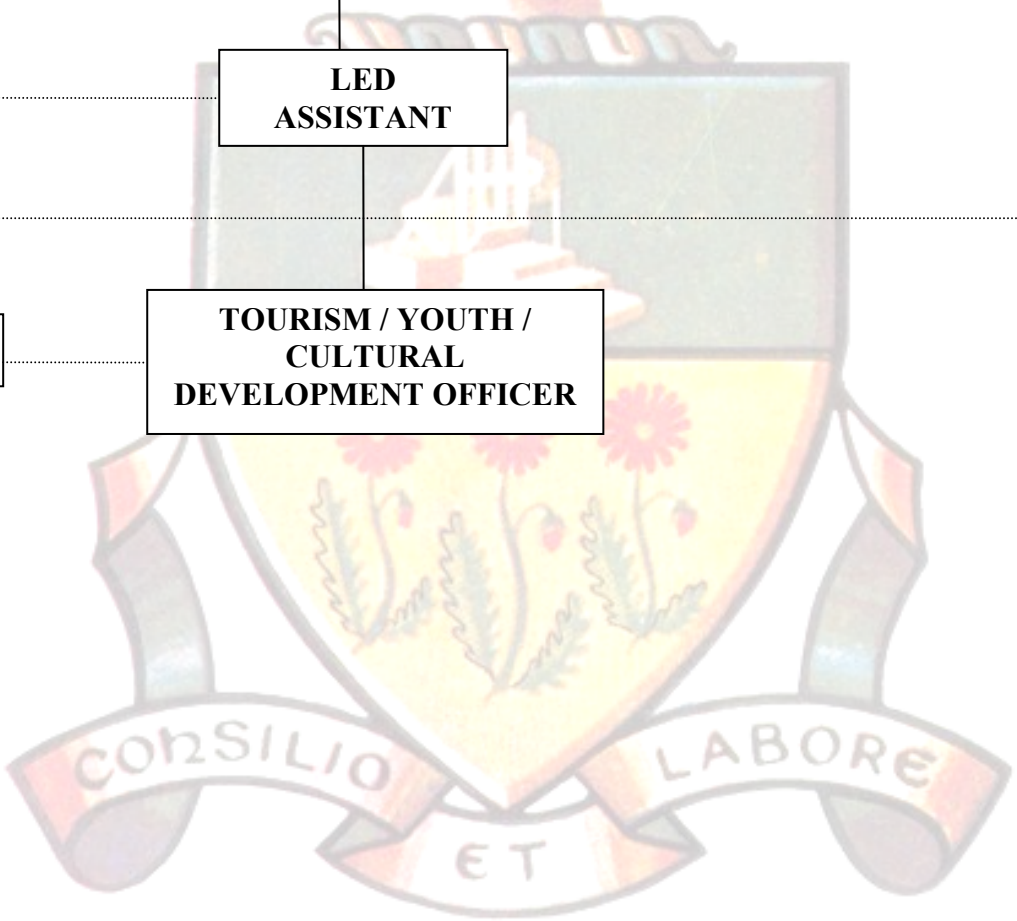 LED
ASSISTANT
TOURISM / YOUTH /
CULTURAL
DEVELOPMENT OFFICER
CONSILIO
LABORE
ET